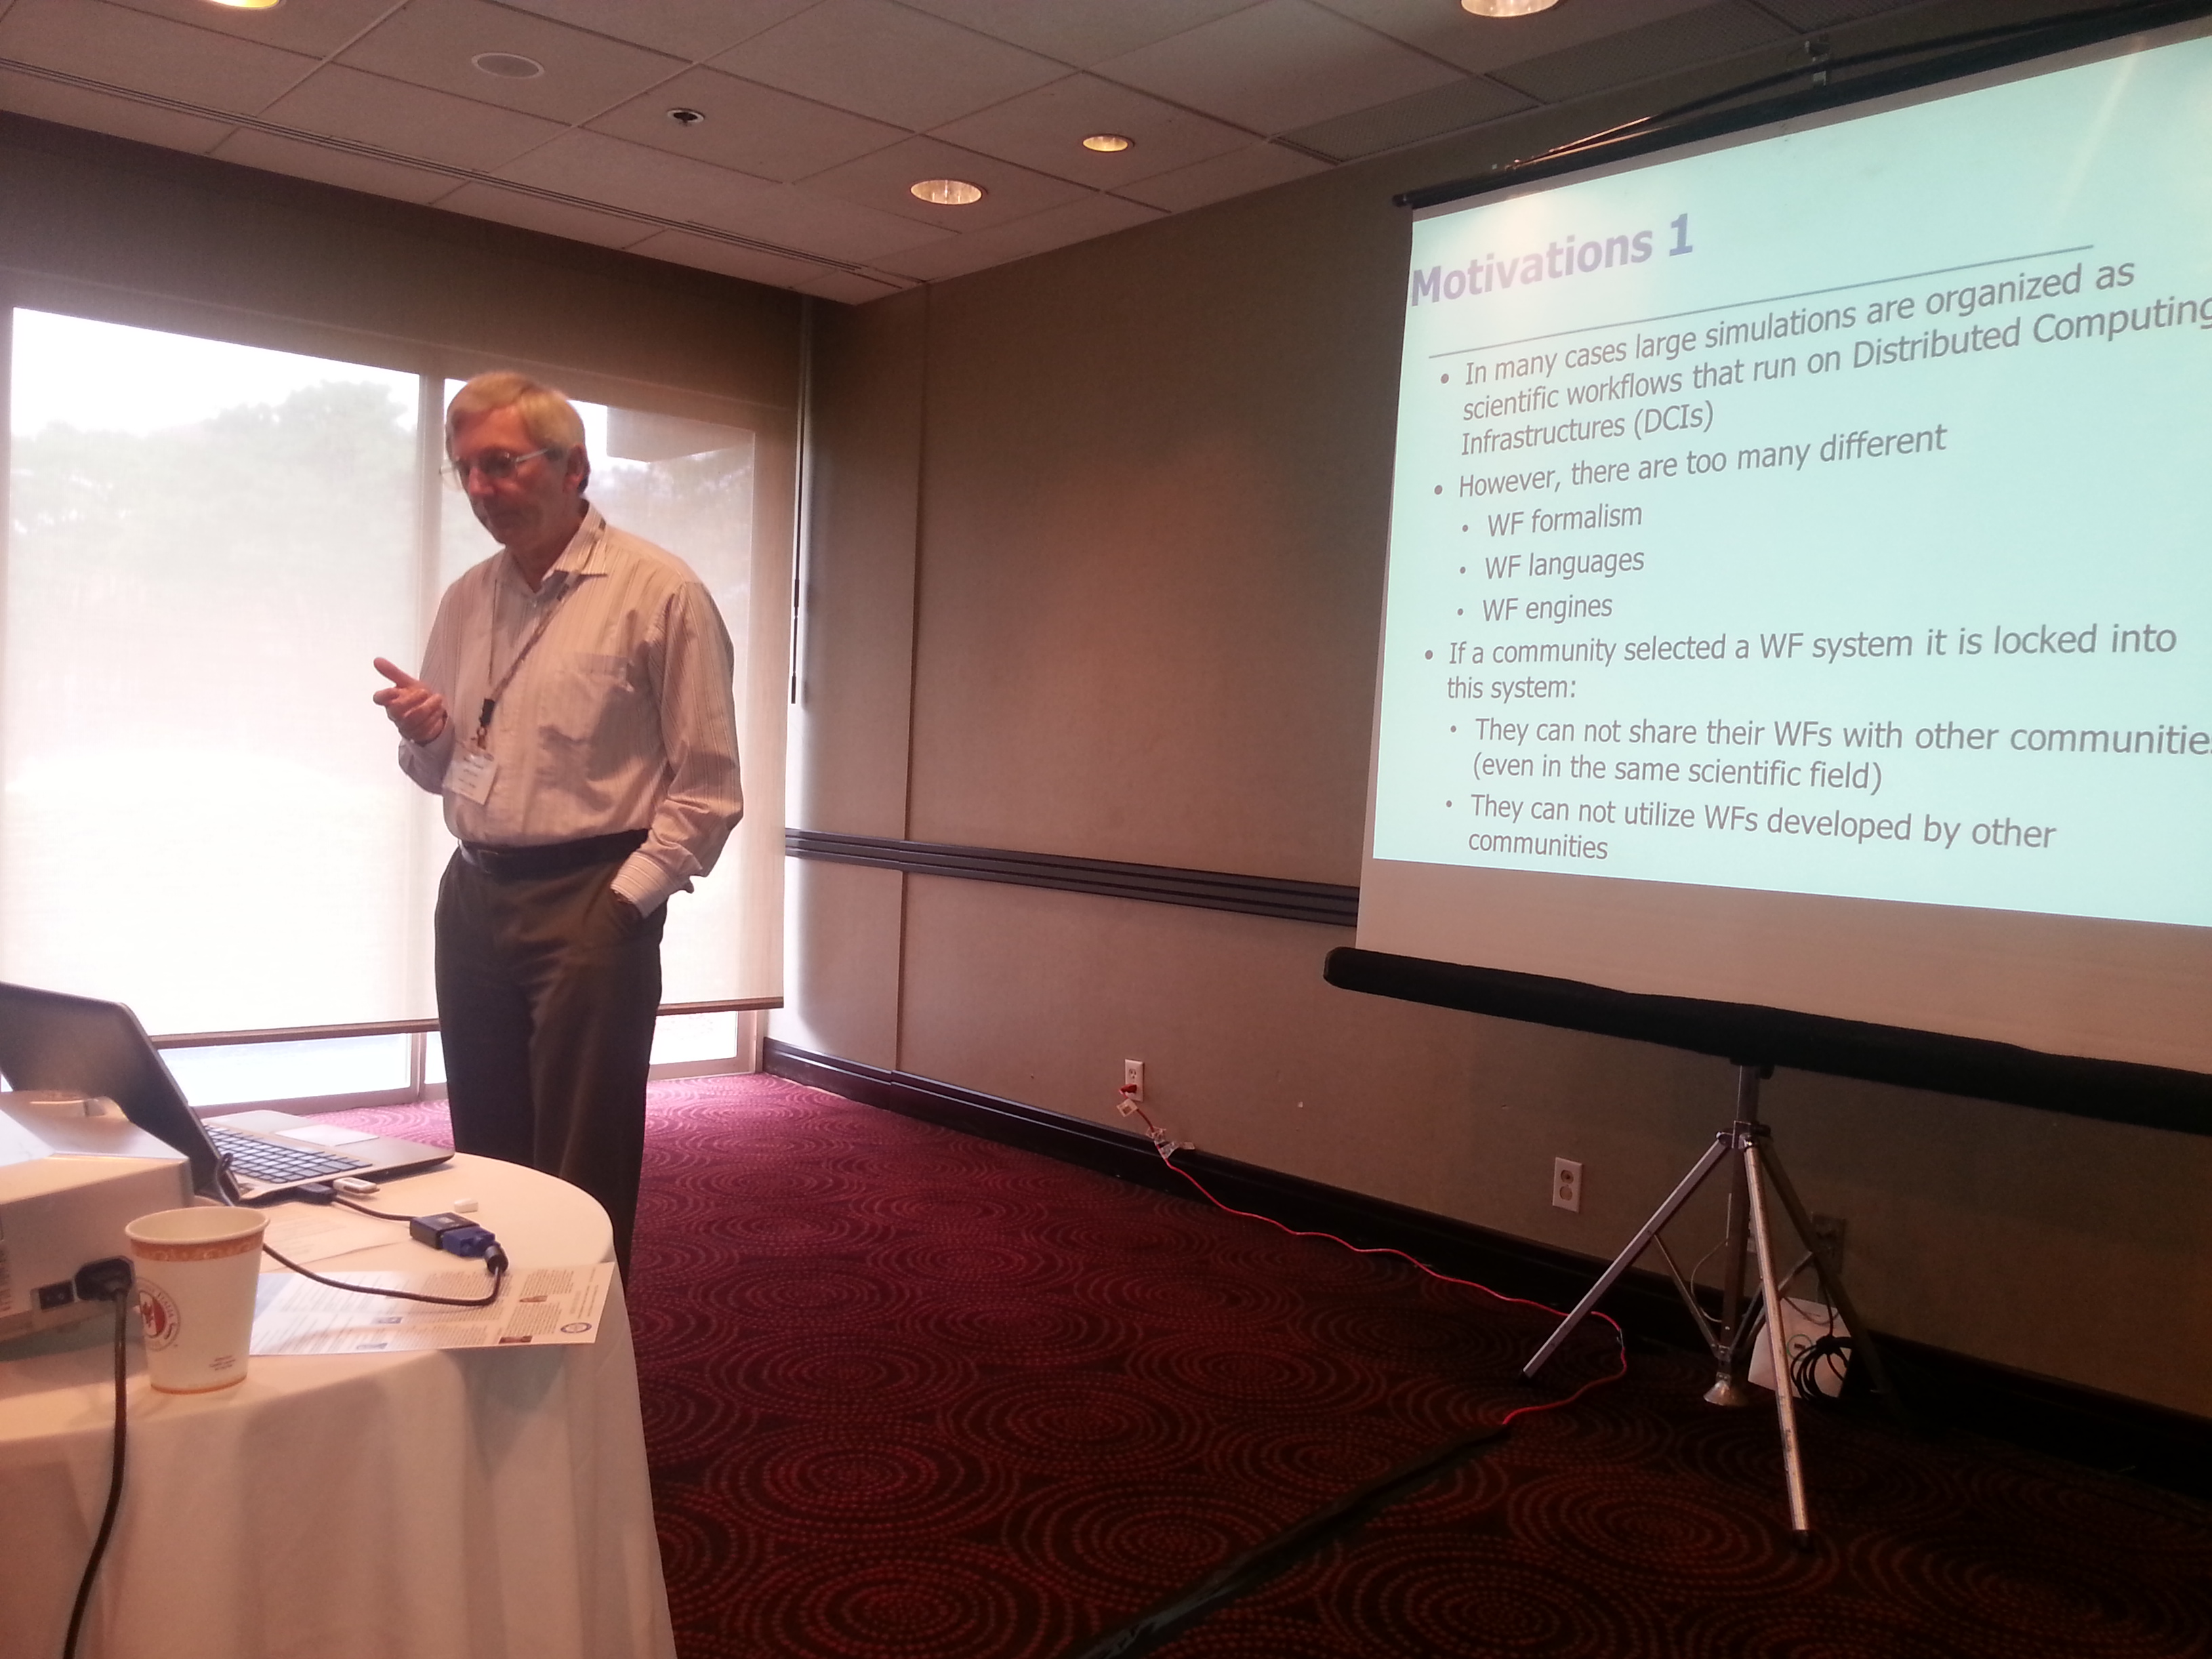 Motivations 1
• In many cases large simulations are organized as
scientific workflows that run on Distributed Computing
Infrastructures (DCIs)
• However, there are too many different
• WF formalism
• WF languages
• WF engines
• If a community selected a WF system it is locked into
this system:
• They can not share their WFs with other communitie
(even in the same scientific field)
• They can not utilize WFs developed by other
communities